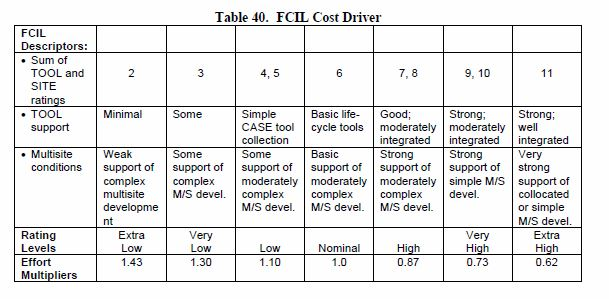 Table 40. FCIL Cost Driver
FCIL
Descriptors:
• Sum of
TOOL and
SITE
ratings
2
3
4, 5
6
7, 8
9, 10
11
• TOOL
support
Minimal
Some
Simple
CASE tool
collection
Basic life-
cycle tools
Good;
moderately
integrated
Strong;
moderately
integrated
Strong;
well
integrated
• Multisite
conditions
Weak
support of
complex
multisite
developme
nt
Some
support of
complex
M/S devel.
Some
support of
moderately
complex
M/S devel.
Basic
support of
moderately
complex
M/S devel.
Strong
support of
moderately
complex
M/S devel.
Strong
support of
simple M/S
devel.
Very
strong
support of
collocated
or simple
M/S devel.
Rating
Levels
Extra
Low
Very
Low
Low
Nominal
High
Very
High
Extra
High
Effort
Multipliers
1.43
1.30
1.10
1.0
0.87
0.73
0.62